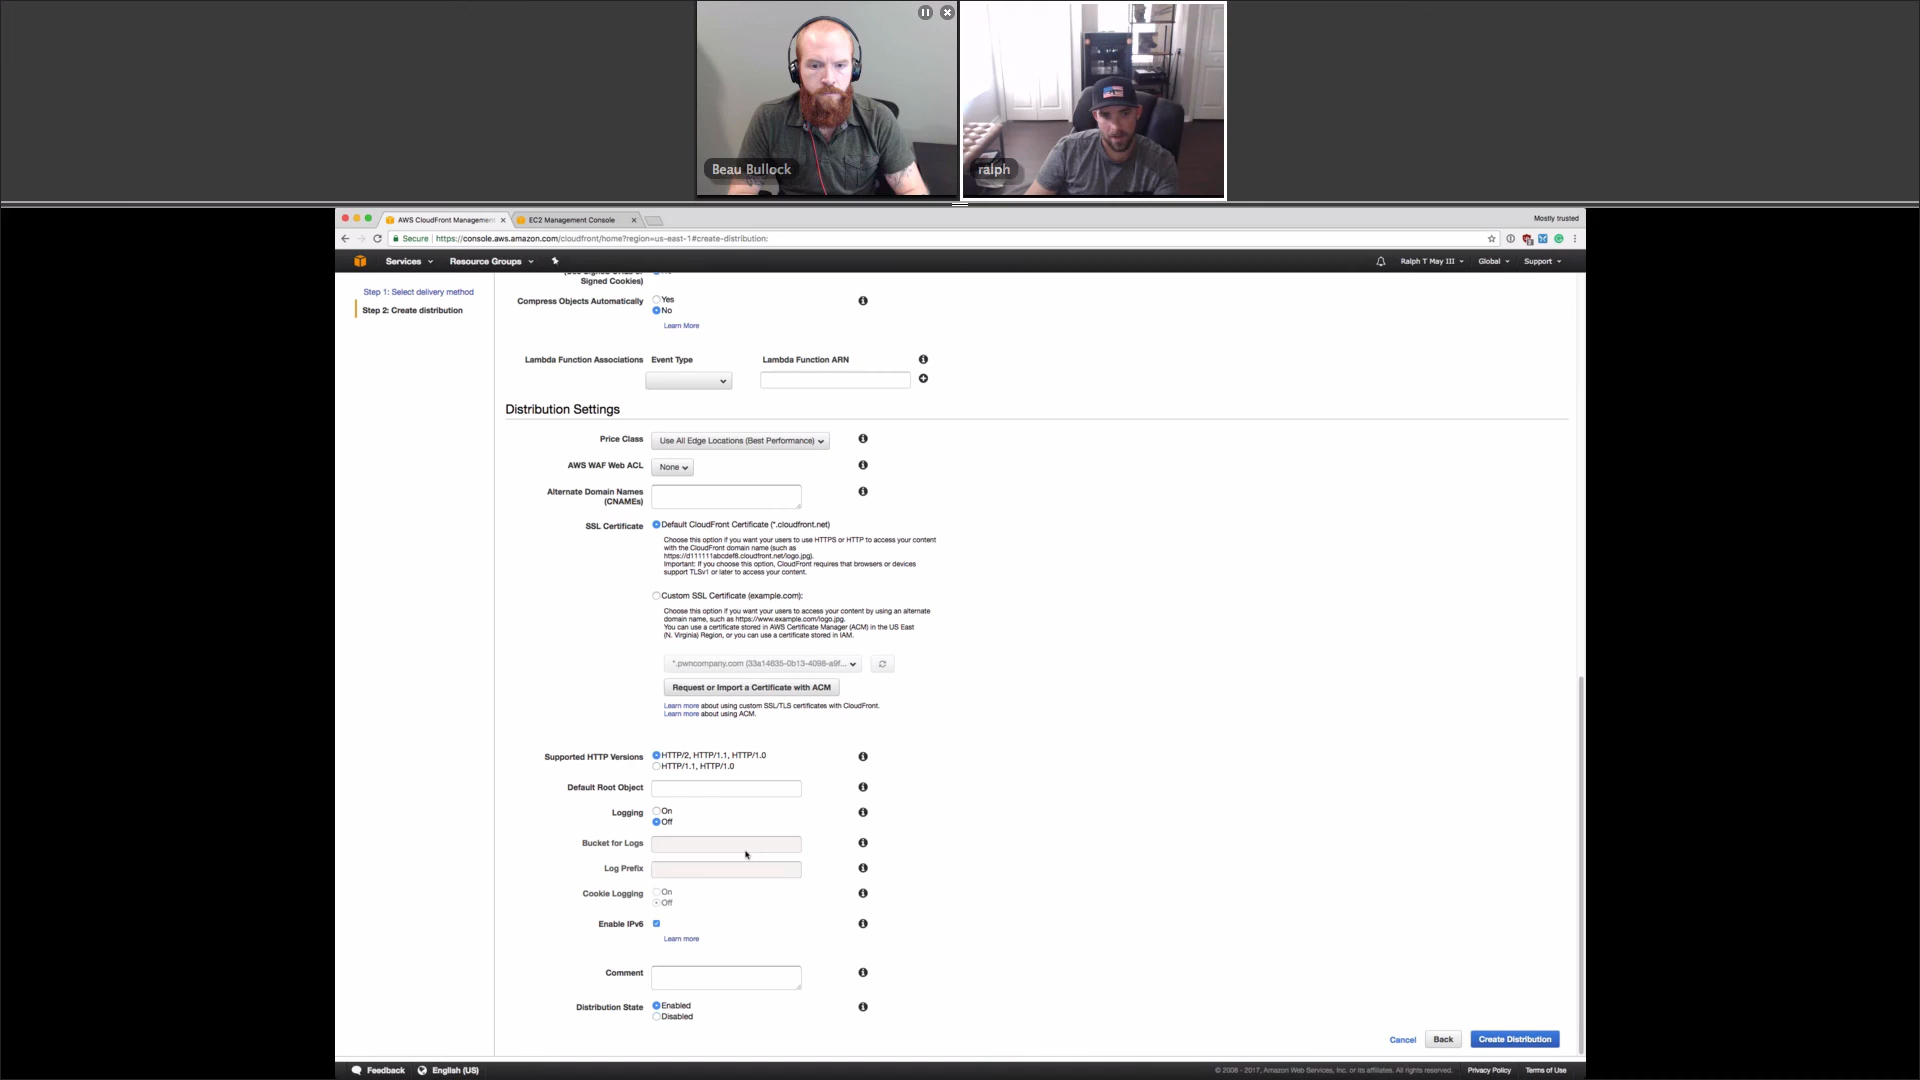 Beau Bullock
ralph
AWS CloudFront Management
EC2 Management Console
Mostly trusted
Secure
https://console.aws.amazon.com/cloudfront/home?region=us-east-1#create-distribution:
Services
Resource Groups
Ralph T May III
Global
Support
Step 1: Select delivery method
Step 2: Create distribution
Signed Cookies)
Compress Objects Automatically
Yes
No
Learn More
Lambda Function Associations
Event Type
Lambda Function ARN
Distribution Settings
Price Class
Use All Edge Locations (Best Performance)
AWS WAF Web ACL
None
Alternate Domain Names
(CNAMEs)
SSL Certificate
Default CloudFront Certificate (*.cloudfront.net)
Choose this option if you want your users to use HTTPS or HTTP to access your content
with the CloudFront domain name (such as
https://d111111abcdef8.cloudfront.net/logo.jpg).
Important: If you choose this option, CloudFront requires that browsers or devices
support TLSv1 or later to access your content.
Custom SSL Certificate (example.com):
Choose this option if you want your users to access your content by using an alternate
domain name, such as https://www.example.com/logo.jpg.
You can use a certificate stored in AWS Certificate Manager (ACM) in the US East
(N. Virginia) Region, or you can use a certificate stored in IAM.
*.pwncompany.com (33a14635-0b13-4098-a9f...
Request or Import a Certificate with ACM
Learn more about using custom SSL/TLS certificates with CloudFront.
Learn more about using ACM.
Supported HTTP Versions
HTTP/2, HTTP/1.1, HTTP/1.0
HTTP/1.1, HTTP/1.0
Default Root Object
Logging
On
Off
Bucket for Logs
Log Prefix
Cookie Logging
On
Off
Enable IPv6
Learn more
Comment
Distribution State
Enabled
Disabled
Cancel
Back
Create Distribution
Feedback
English (US)
© 2008 - 2017, Amazon Web Services, Inc. or its affiliates. All rights reserved.
Privacy Policy
Terms of Use